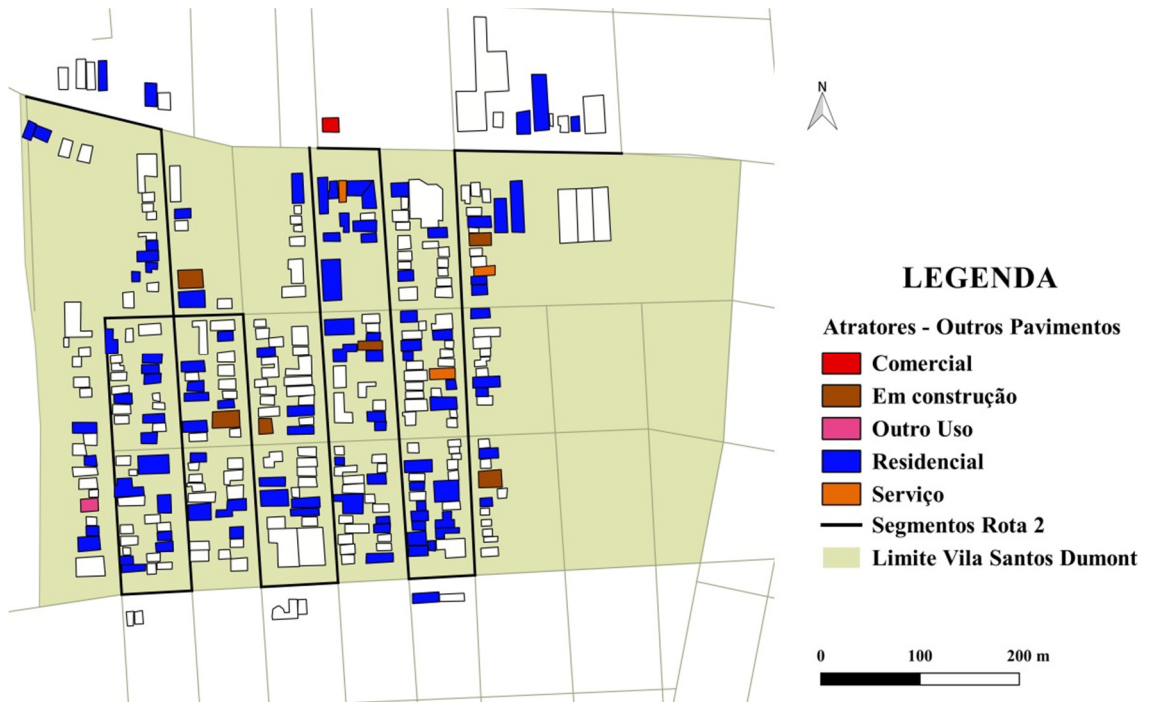 N
LEGENDA
Atratores - Outros Pavimentos
Comercial
Em construção
Outro Uso
Residencial
Serviço
Segmentos Rota 2
Limite Vila Santos Dumont
0 100 200 m